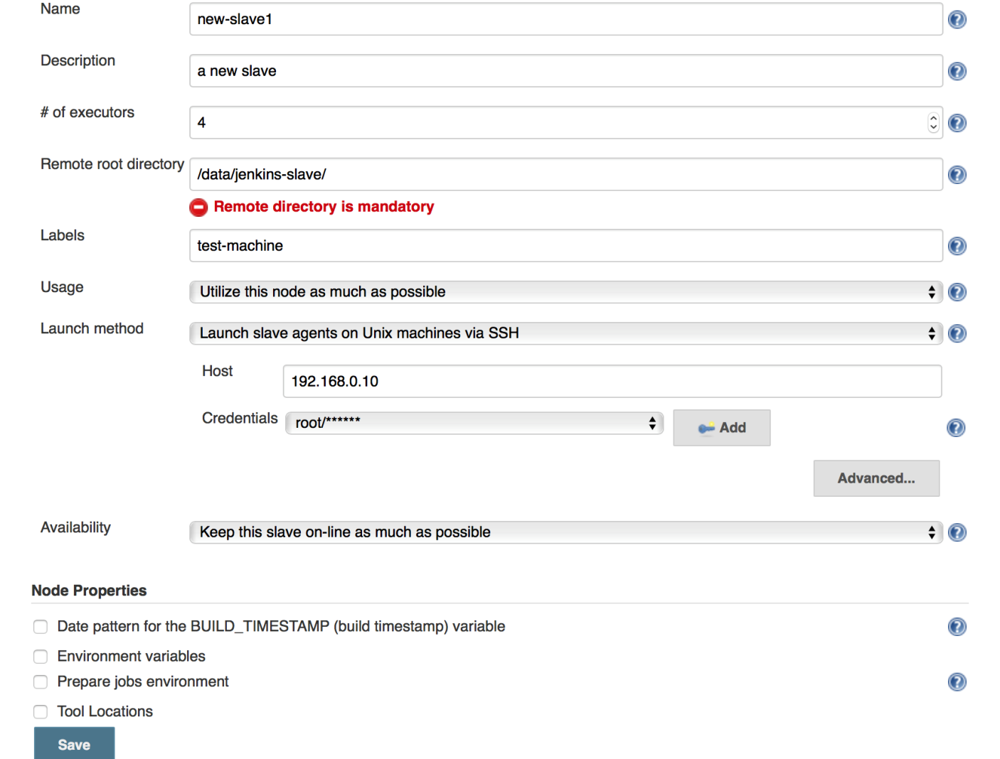 Name
new-slave1
Description
a new slave
# of executors
4
Remote root directory
/data/jenkins-slave/
Remote directory is mandatory
Labels
test-machine
Usage
Utilize this node as much as possible
Launch method
Launch slave agents on Unix machines via SSH
Host
192.168.0.10
Credentials
root/******
Add
Advanced...
Availability
Keep this slave on-line as much as possible
Node Properties
Date pattern for the BUILD_TIMESTAMP (build timestamp) variable
Environment variables
Prepare jobs environment
Tool Locations
Save